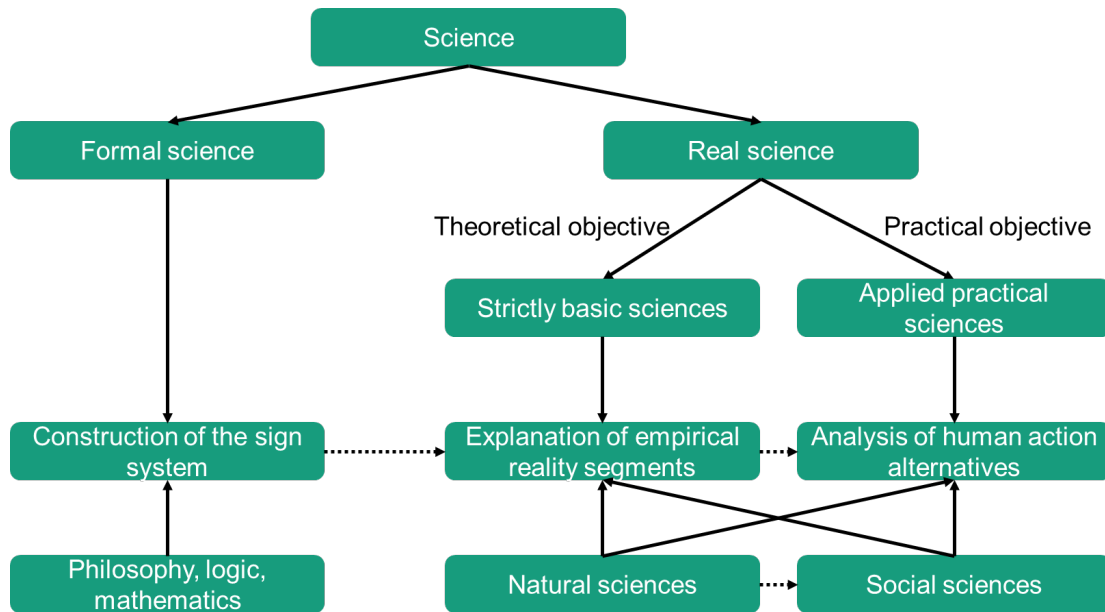 Science
Formal science
Real science
Theoretical objective
Practical objective
Strictly basic sciences
Applied practical
sciences
Construction of the sign
system
Explanation of empirical
reality segments
Analysis of human action
alternatives
Philosophy, logic,
mathematics
Natural sciences
Social sciences